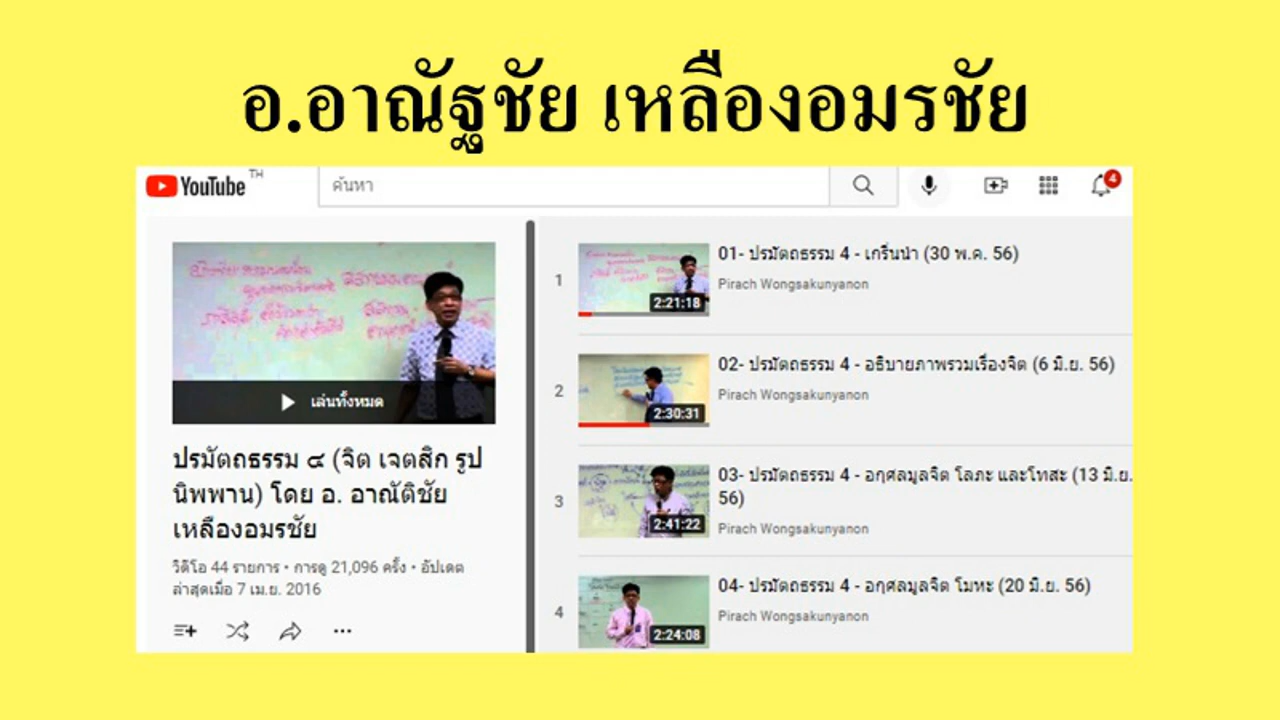 อ.อาณัฐชัย เหลืองอมรชัย
YouTube TH
ค้นหา
4
เล่นทั้งหมด
ปรมัตถธรรม ๔ (จิต เจตสิก รูป
นิพพาน) โดย อ. อาณัติชัย
เหลืองอมรชัย
วิดีโอ 44 รายการ • การดู 21,096 ครั้ง • อัปเดต
ล่าสุดเมื่อ 7 เม.ย. 2016
1
2:21:18
01- ปรมัตถธรรม 4 - เกริ่นนำ (30 พ.ค. 56)
Pirach Wongsakunyanon
2
2:30:31
02- ปรมัตถธรรม 4 - อธิบายภาพรวมเรื่องจิต (6 มิ.ย. 56)
Pirach Wongsakunyanon
3
2:41:22
03- ปรมัตถธรรม 4 - อกุศลมูลจิต โลภะ และโทสะ (13 มิ.ย.
56)
Pirach Wongsakunyanon
4
2:24:08
04- ปรมัตถธรรม 4 - อกุศลมูลจิต โมหะ (20 มิ.ย. 56)
Pirach Wongsakunyanon